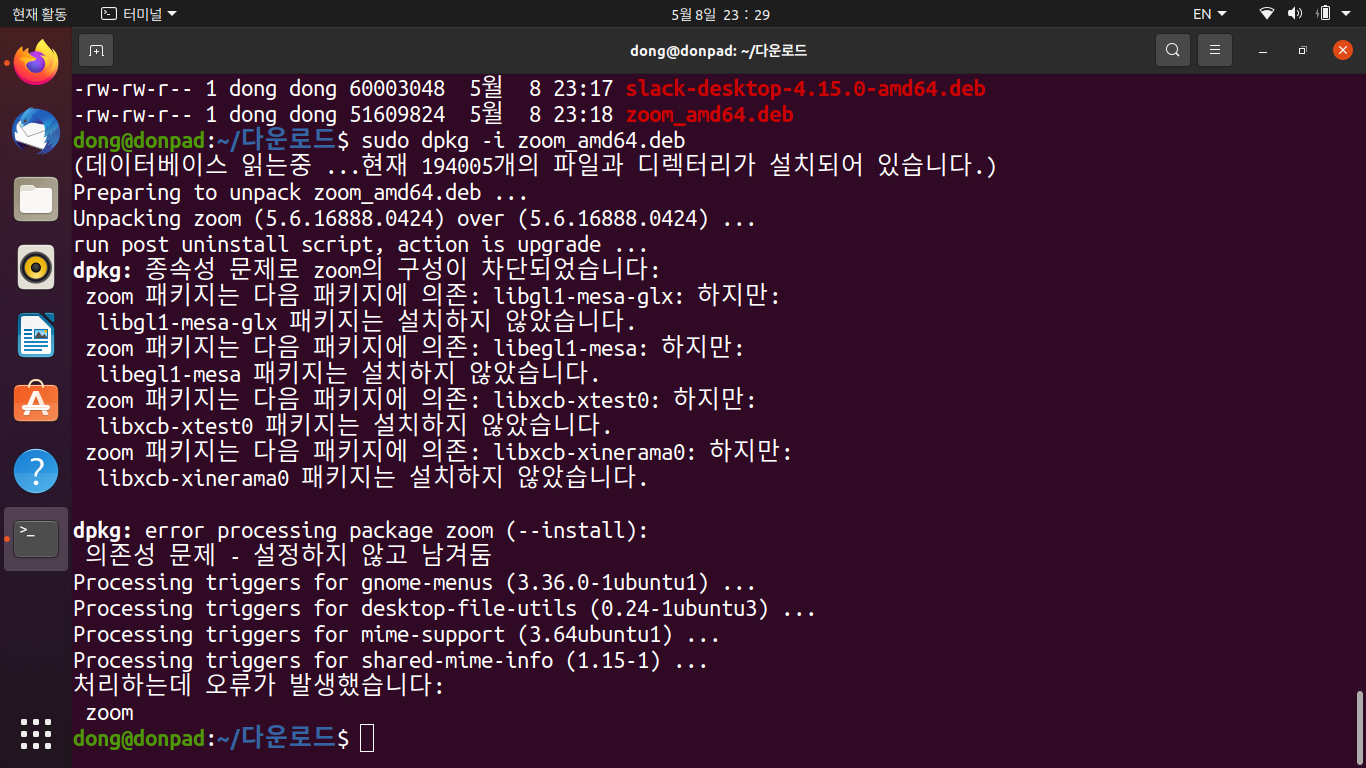 현재 활동 터미널 5월 8일 23 : 29 EN
dong@donpad: ~/다운로드
-rw-rw-r-- 1 dong dong 60003048  5월  8 23:17 slack-desktop-4.15.0-amd64.deb
-rw-rw-r-- 1 dong dong 51609824  5월  8 23:18 zoom_amd64.deb
dong@donpad:~/다운로드$ sudo dpkg -i zoom_amd64.deb
(데이터베이스 읽는중 ...현재 194005개의 파일과 디렉터리가 설치되어 있습니다.)
Preparing to unpack zoom_amd64.deb ...
Unpacking zoom (5.6.16888.0424) over (5.6.16888.0424) ...
run post uninstall script, action is upgrade ...
dpkg: 종속성 문제로 zoom의 구성이 차단되었습니다:
 zoom 패키지는 다음 패키지에 의존: libgl1-mesa-glx: 하지만:
  libgl1-mesa-glx 패키지는 설치하지 않았습니다.
 zoom 패키지는 다음 패키지에 의존: libegl1-mesa: 하지만:
  libegl1-mesa 패키지는 설치하지 않았습니다.
 zoom 패키지는 다음 패키지에 의존: libxcb-xtest0: 하지만:
  libxcb-xtest0 패키지는 설치하지 않았습니다.
 zoom 패키지는 다음 패키지에 의존: libxcb-xinerama0: 하지만:
  libxcb-xinerama0 패키지는 설치하지 않았습니다.
dpkg: error processing package zoom (--install):
 의존성 문제 - 설정하지 않고 남겨둠
Processing triggers for gnome-menus (3.36.0-1ubuntu1) ...
Processing triggers for desktop-file-utils (0.24-1ubuntu3) ...
Processing triggers for mime-support (3.64ubuntu1) ...
Processing triggers for shared-mime-info (1.15-1) ...
처리하는데 오류가 발생했습니다:
 zoom
dong@donpad:~/다운로드$